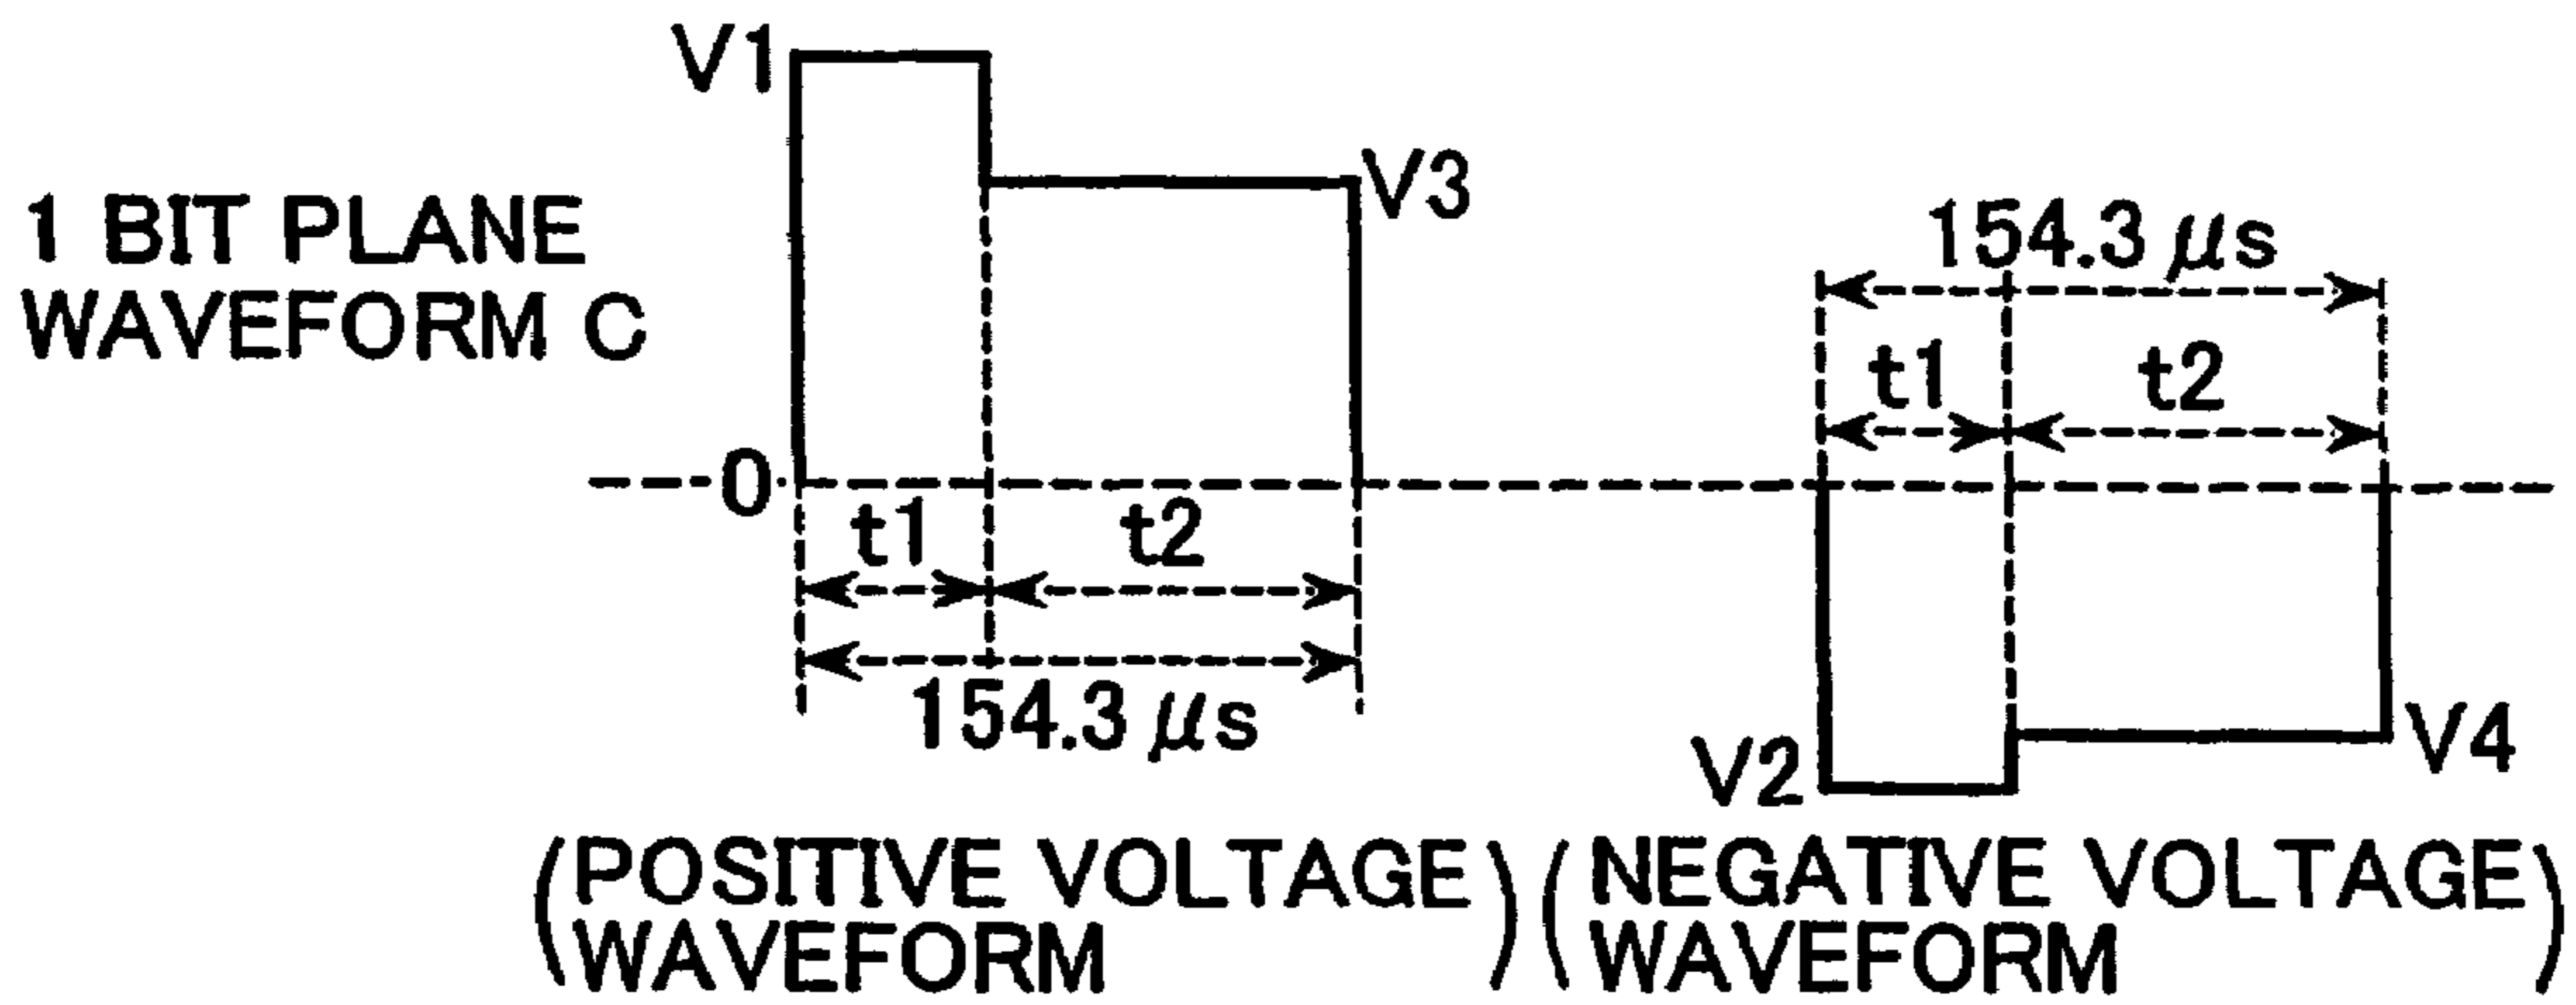 V1
V3
1 BIT PLANE
WAVEFORM C
154.3 μs
t1 t2
0
t1 t2
154.3 μs
V2
V4
(POSITIVE VOLTAGE WAVEFORM)
(NEGATIVE VOLTAGE WAVEFORM)